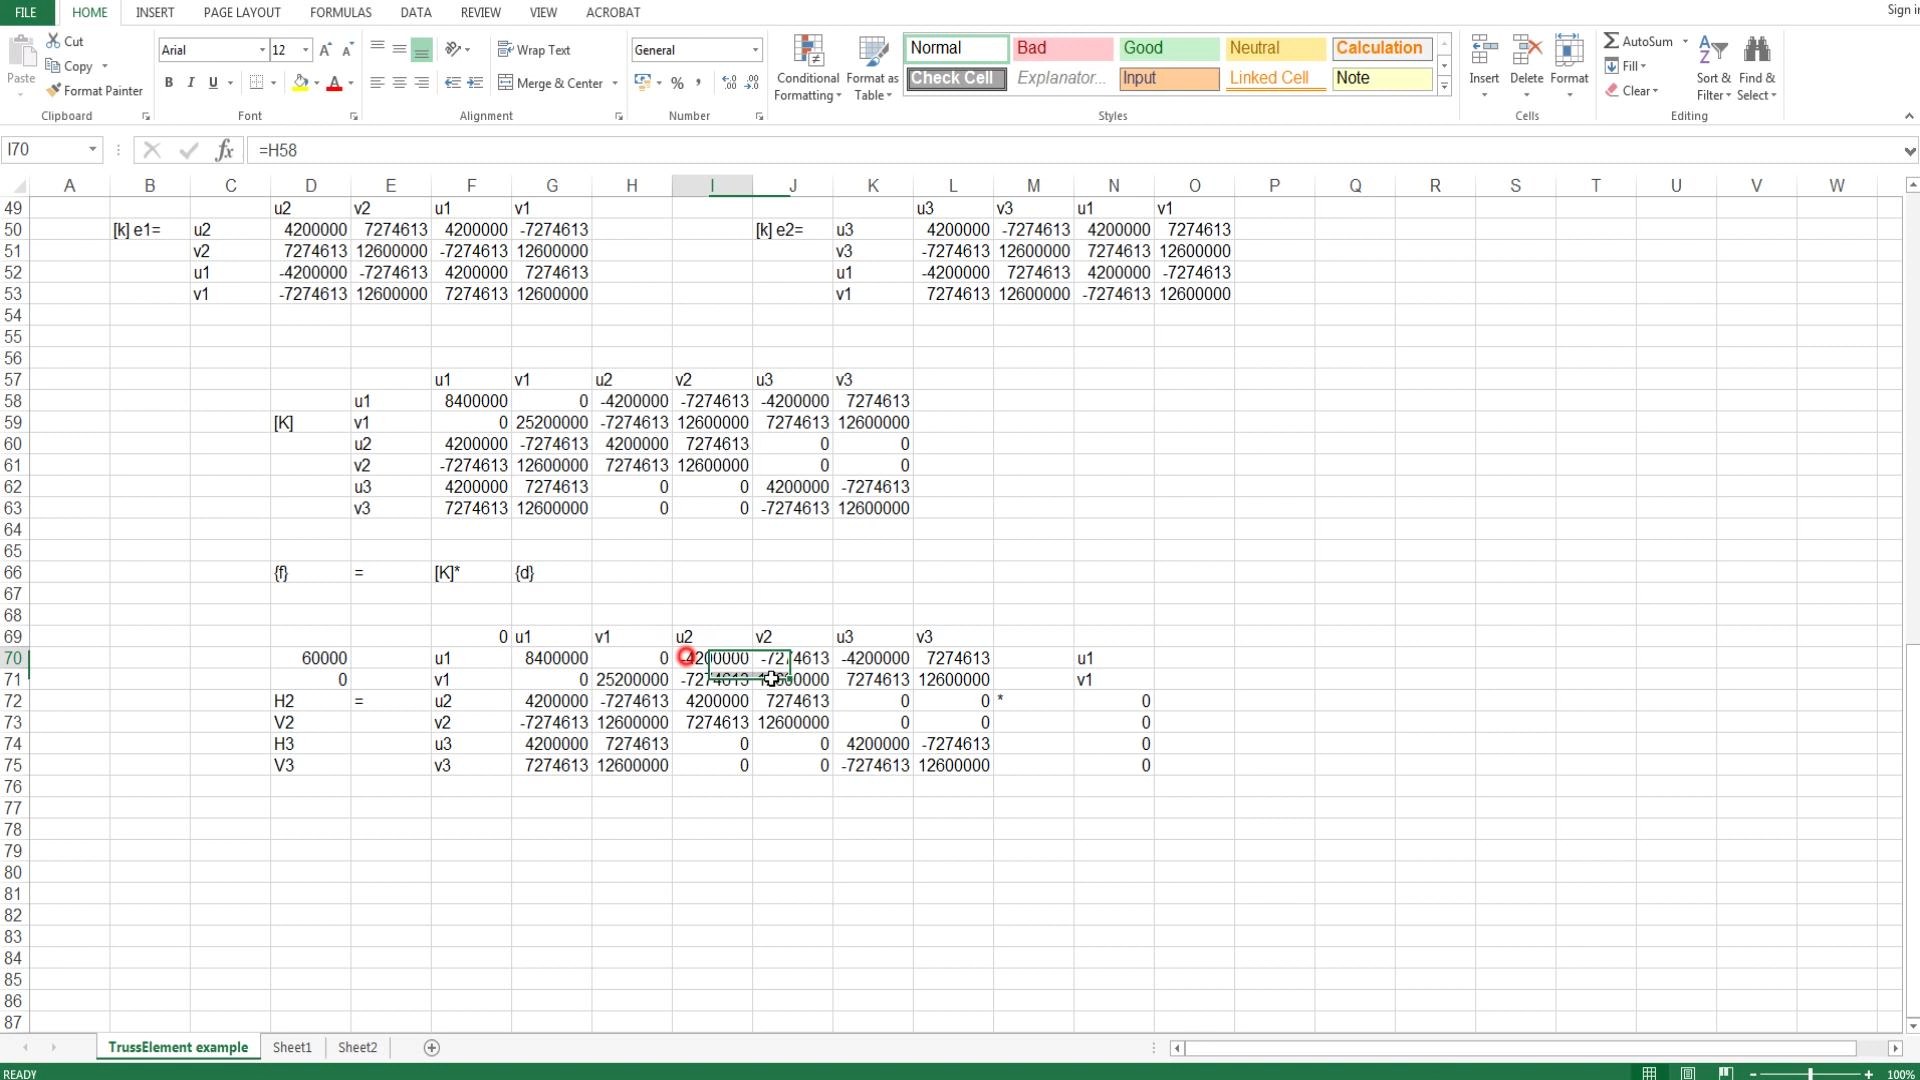 FILE HOME INSERT PAGE LAYOUT FORMULAS DATA REVIEW VIEW ACROBAT Sign in
Paste
Cut
Copy
Format Painter
Clipboard
Arial 12
B I U
Font
Wrap Text
Merge & Center
Alignment
General
%
Number
Conditional Formatting
Format as Table
Normal Bad Good Neutral Calculation
Check Cell Explanator... Input Linked Cell Note
Styles
Insert Delete Format
Cells
AutoSum
Fill
Clear
Sort & Filter
Find & Select
Editing
I70 fx =H58
A B C D E F G H I J K L M N O P Q R S T U V W
49 u2 v2 u1 v1 u3 v3 u1 v1
50 [k] e1= u2 4200000 7274613 4200000 -7274613 [k] e2= u3 4200000 -7274613 4200000 7274613
51 v2 7274613 12600000 -7274613 12600000 v3 -7274613 12600000 7274613 12600000
52 u1 -4200000 -7274613 4200000 7274613 u1 -4200000 7274613 4200000 -7274613
53 v1 -7274613 12600000 7274613 12600000 v1 7274613 12600000 -7274613 12600000
54
55
56
57 u1 v1 u2 v2 u3 v3
58 u1 8400000 0 -4200000 -7274613 -4200000 7274613
59 [K] v1 0 25200000 -7274613 12600000 7274613 12600000
60 u2 4200000 -7274613 4200000 7274613 0 0
61 v2 -7274613 12600000 7274613 12600000 0 0
62 u3 4200000 7274613 0 0 4200000 -7274613
63 v3 7274613 12600000 0 0 -7274613 12600000
64
65
66 {f} = [K]* {d}
67
68
69 0 u1 v1 u2 v2 u3 v3
70 60000 u1 8400000 0 -4200000 -7274613 -4200000 7274613 u1
71 0 v1 0 25200000 -7274613 12600000 7274613 12600000 v1
72 H2 = u2 4200000 -7274613 4200000 7274613 0 0 * 0
73 V2 v2 -7274613 12600000 7274613 12600000 0 0 0
74 H3 u3 4200000 7274613 0 0 4200000 -7274613 0
75 V3 v3 7274613 12600000 0 0 -7274613 12600000 0
76
77
78
79
80
81
82
83
84
85
86
87
TrussElement example Sheet1 Sheet2
READY 100%